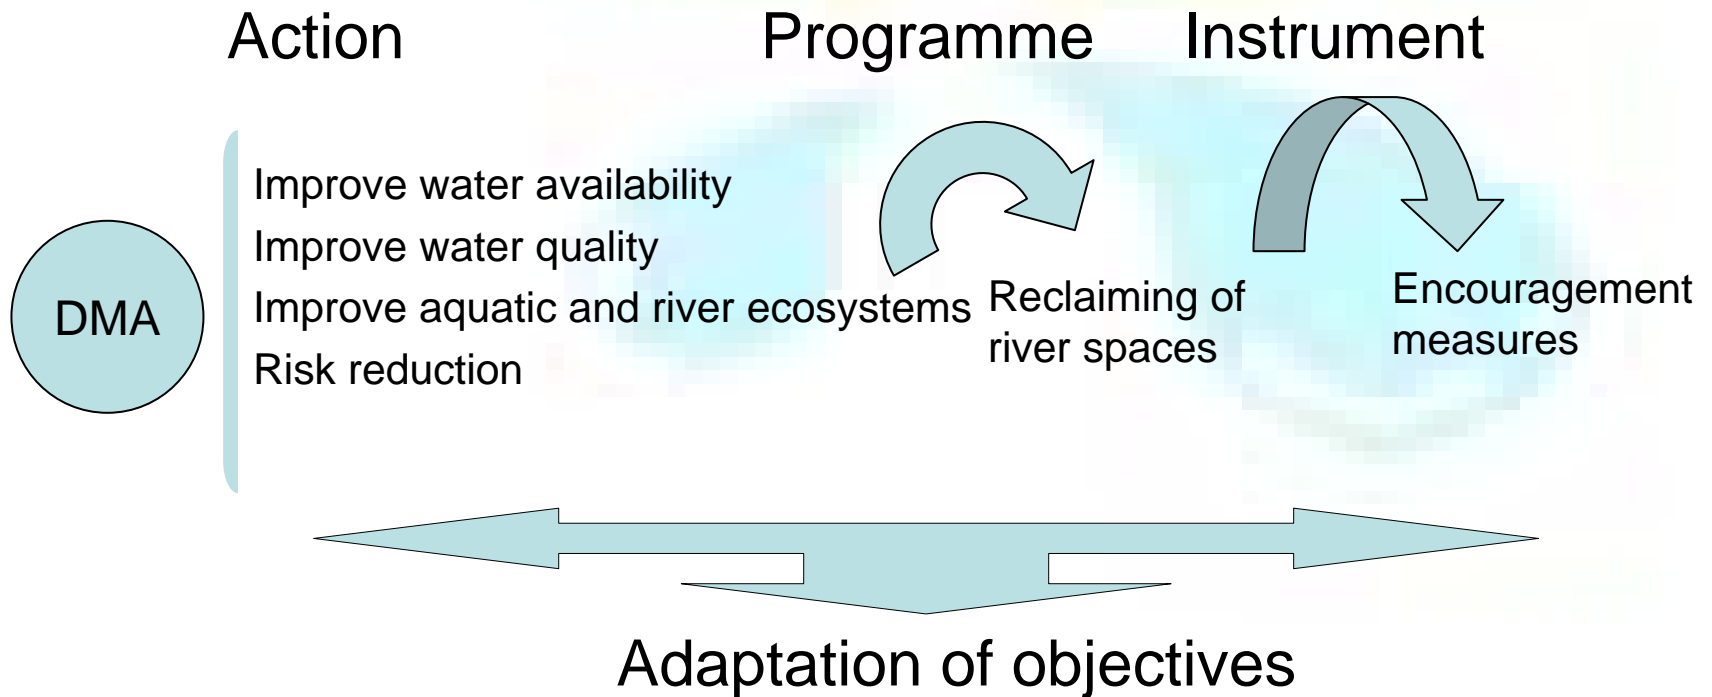 Action Programme Instrument
DMA
Improve water availability
Improve water quality
Improve aquatic and river ecosystems
Risk reduction
Reclaiming of
river spaces
Encouragement
measures
Adaptation of objectives